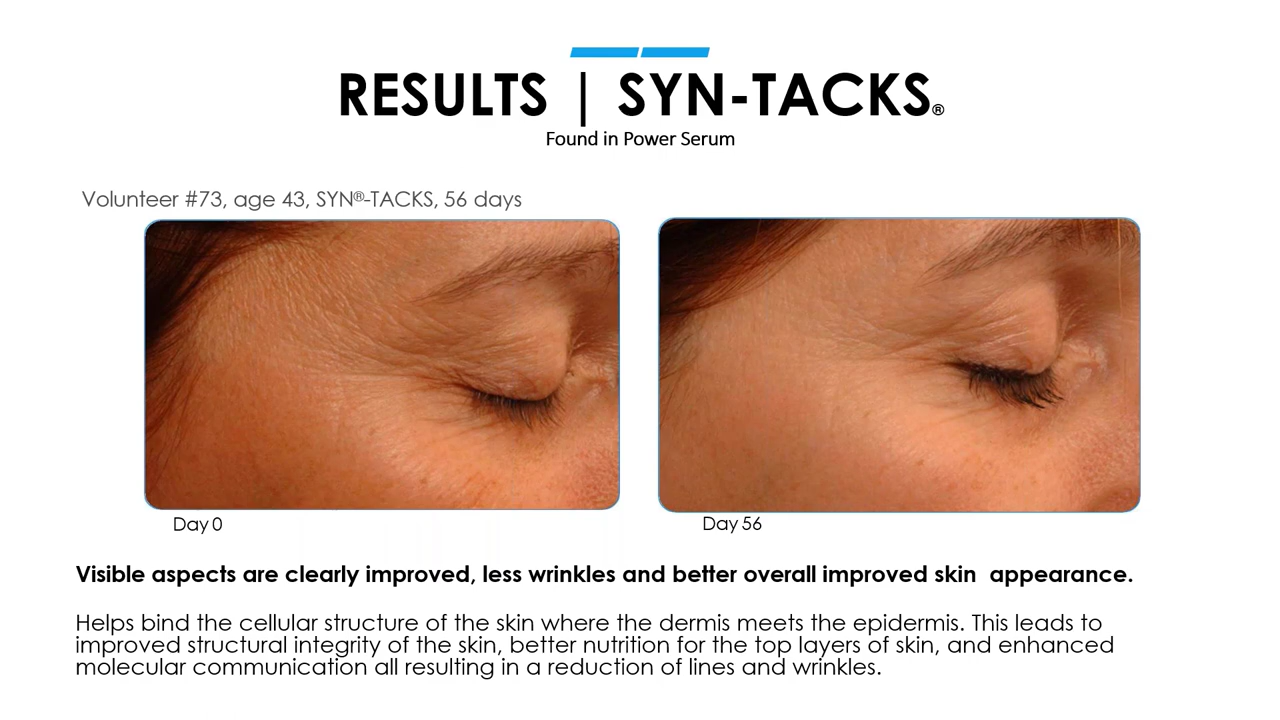 RESULTS | SYN-TACKS®
Found in Power Serum
Volunteer #73, age 43, SYN®-TACKS, 56 days
Day 0
Day 56
Visible aspects are clearly improved, less wrinkles and better overall improved skin appearance.
Helps bind the cellular structure of the skin where the dermis meets the epidermis. This leads to
improved structural integrity of the skin, better nutrition for the top layers of skin, and enhanced
molecular communication all resulting in a reduction of lines and wrinkles.